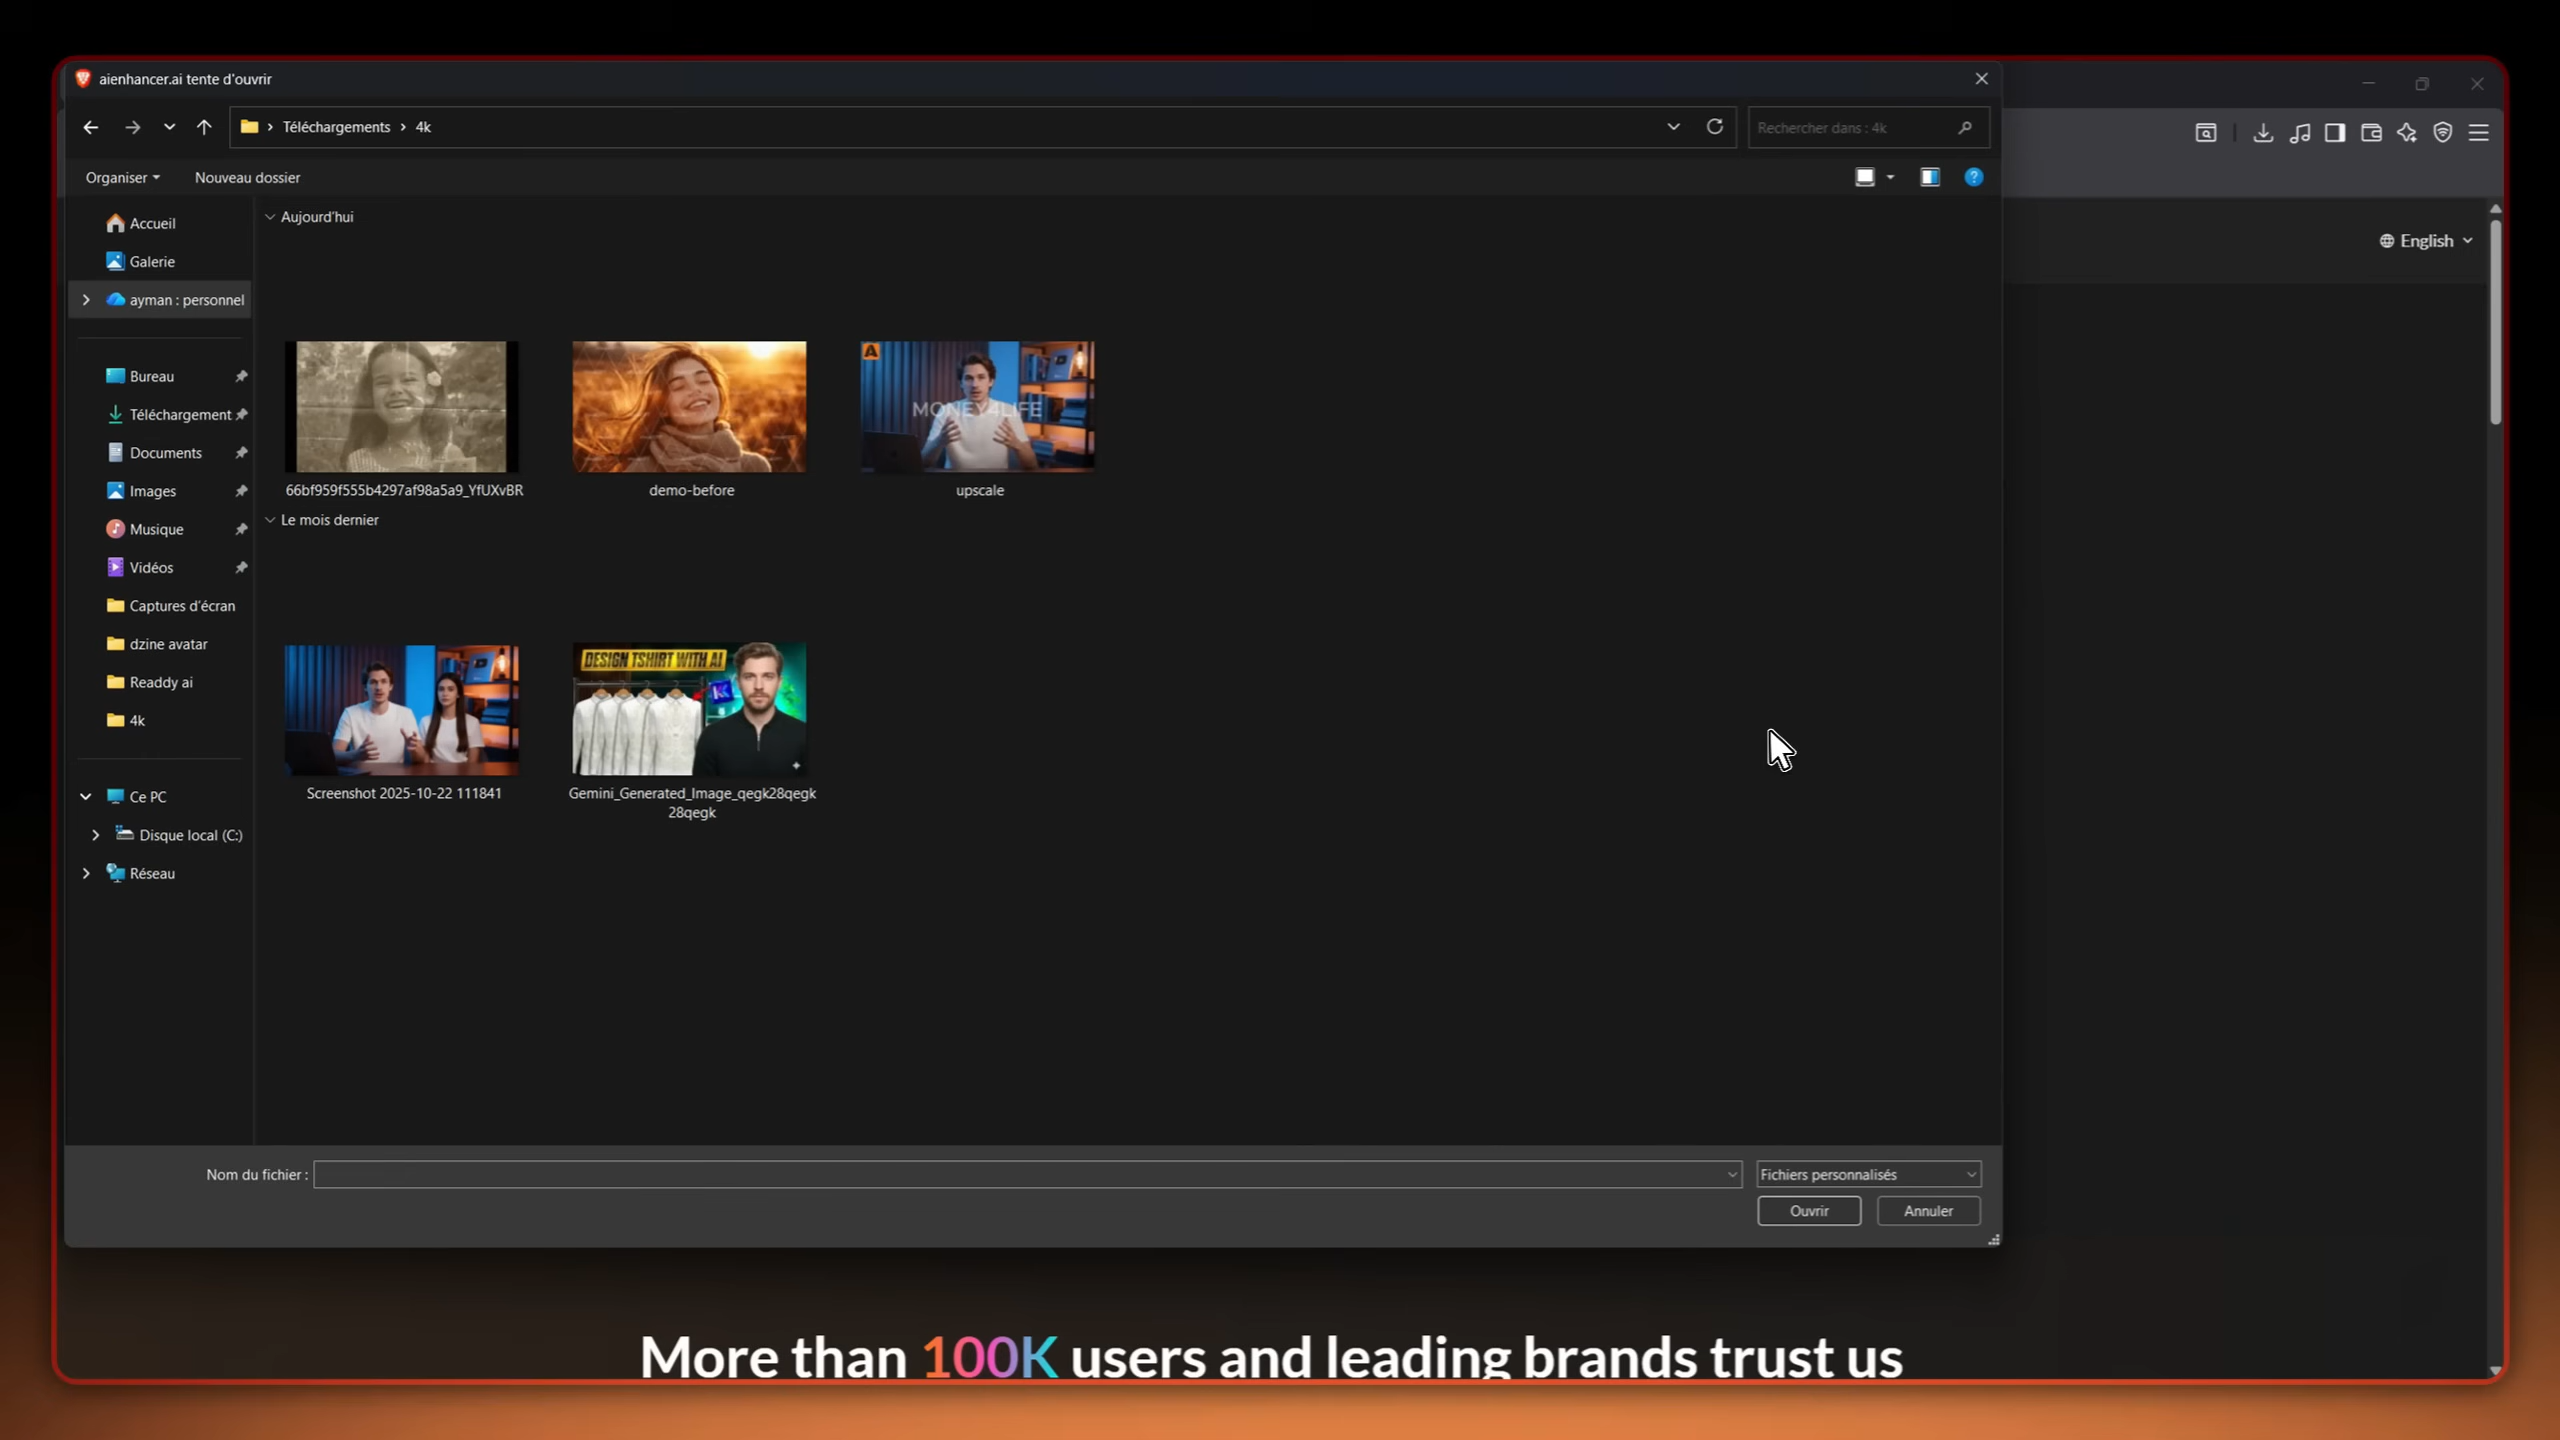 aienhancer.ai tente d'ouvrir
Téléchargements
4k
Rechercher dans : 4k
Organiser
Nouveau dossier
English
Accueil
Galerie
ayman : personnel
Bureau
Téléchargement
Documents
Images
Musique
Vidéos
Captures d'écran
dzine avatar
Readdy ai
4k
Ce PC
Disque local (C:)
Réseau
Aujourd'hui
A
MONEY4LIFE
66bf959f555b4297af98a5a9_YfUXvBR
demo-before
upscale
Le mois dernier
DESIGN TSHIRT WITH AI
K
Screenshot 2025-10-22 111841
Gemini_Generated_Image_qegk28qegk
28qegk
Nom du fichier :
Fichiers personnalisés
Ouvrir
Annuler
More than 100K users and leading brands trust us